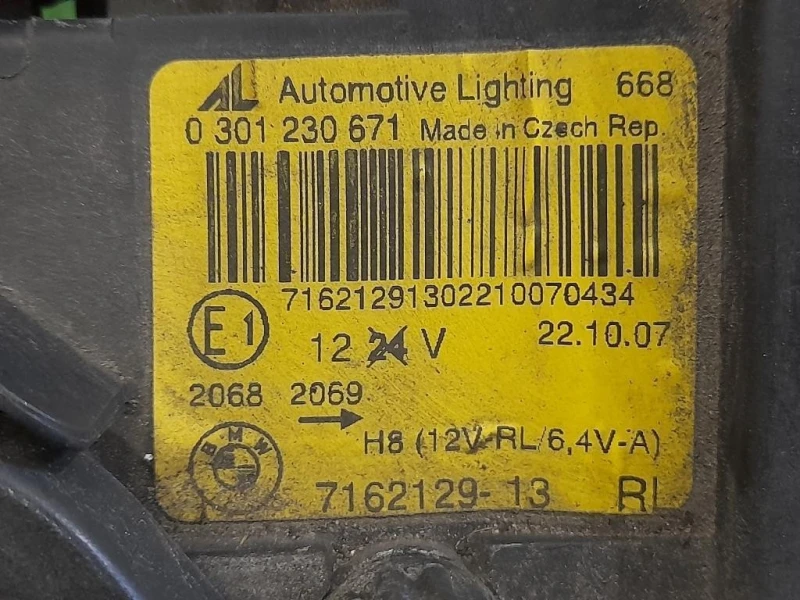 AL Automotive Lighting 668
0 301 230 671 Made in Czech Rep.
71621291302210070434
E1 12 24 V 22.10.07
2068 2069
H8 (12V-RL/6,4V-A)
BMW
7162129-13 RI